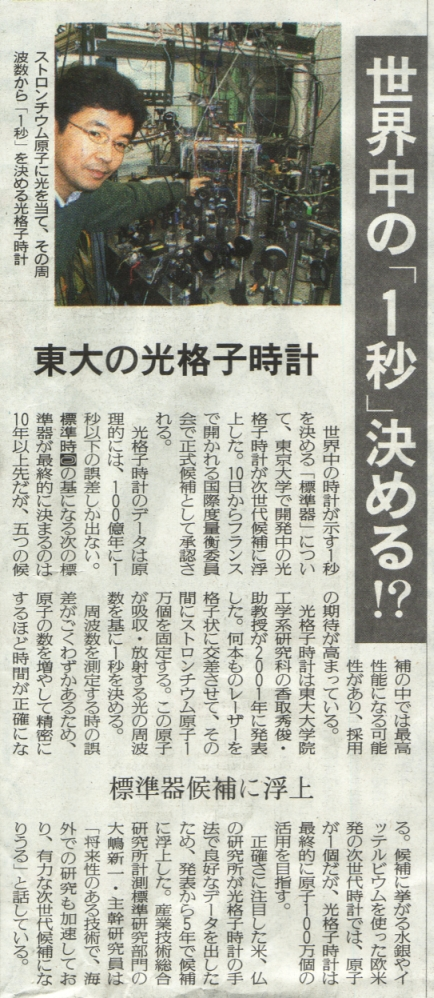 世界中の「１秒」決める!?
ストロンチウム原子に光を当て、その周
波数から「１秒」を決める光格子時計
東大の光格子時計
世界中の時計が示す１秒
を決める「標準器」につい
て、東京大学で開発中の光
格子時計が次世代候補に浮
上した。10日からフランス
で開かれる国際度量衡委員
会で正式候補として承認さ
れる。
光格子時計のデータは原
理的には、１００億年に１
秒以下の誤差しか出ない。
標準時の基になる次の標
準器が最終的に決まるのは
10年以上先だが、五つの候
補の中では最高
性能になる可能
性があり、採用
の期待が高まっている。
光格子時計は東京大学院
工学系研究科の香取秀俊・
助教授が２００１年に発表
した。何本ものレーザーを
格子状に交差させて、その
間にストロンチウム原子１
万個を固定する。この原子
が吸収・放射する光の周波
数を基に１秒を決める。
周波数を測定する時の誤
差がごくわずかあるため、
原子の数を増やして精密に
するほど時間が正確にな
標準器候補に浮上
る。候補に挙がる水銀やイ
ッテルビウムを使った欧米
発の次世代時計では、原子
が１個だが、光格子時計は
最終的に原子１００万個の
活用を目指す。
正確さに注目した米、仏
の研究所が光格子時計の手
法で良好なデータを出した
ため、発表から５年で候補
に浮上した。産業技術総合
研究所計測標準研究部門の
大嶋新一・主幹研究員は
「将来性のある技術で、海
外での研究も加速してお
り、有力な次世代候補にな
りうる」と話している。